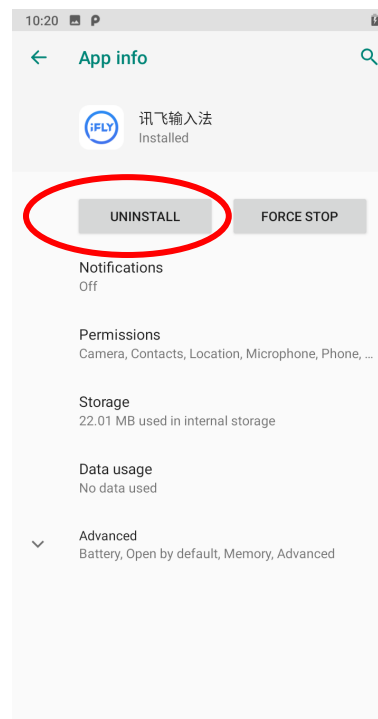 10:20
App info
iFLY
讯飞输入法
Installed
UNINSTALL
FORCE STOP
Notifications
Off
Permissions
Camera, Contacts, Location, Microphone, Phone, ...
Storage
22.01 MB used in internal storage
Data usage
No data used
Advanced
Battery, Open by default, Memory, Advanced